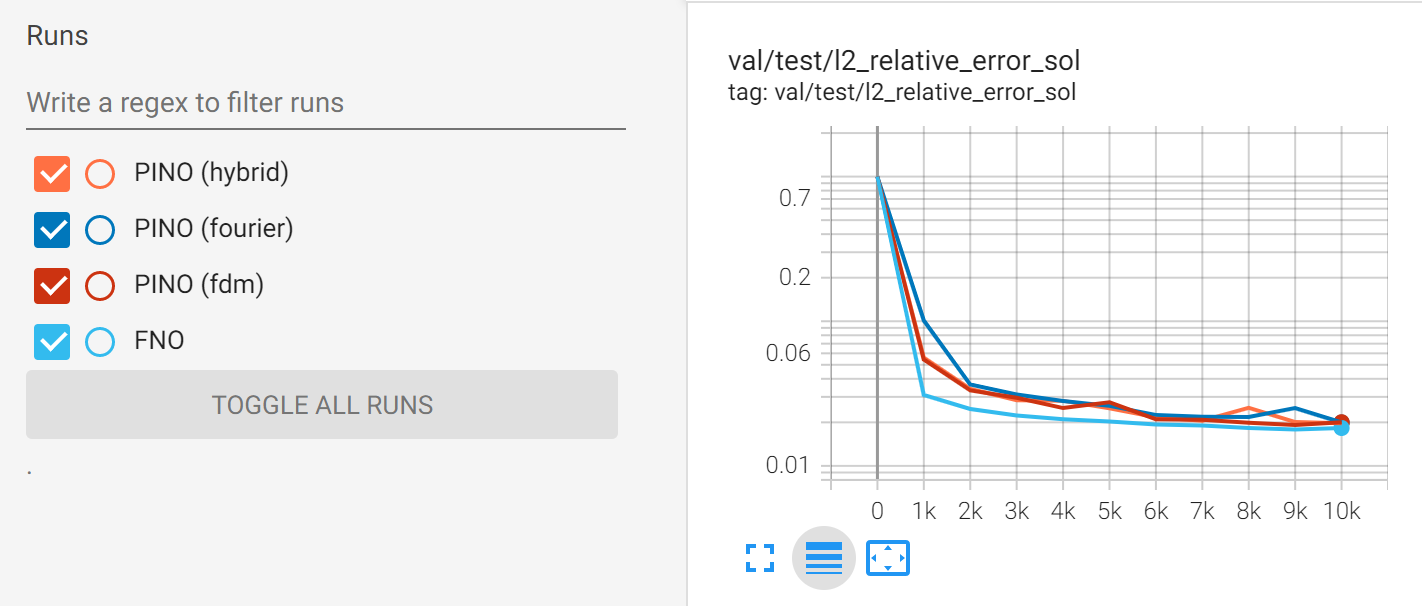 Runs
Write a regex to filter runs
PINO (hybrid)
PINO (fourier)
PINO (fdm)
FNO
TOGGLE ALL RUNS
.
val/test/l2_relative_error_sol
tag: val/test/l2_relative_error_sol
0.7
0.2
0.06
0.01
0 1k 2k 3k 4k 5k 6k 7k 8k 9k 10k